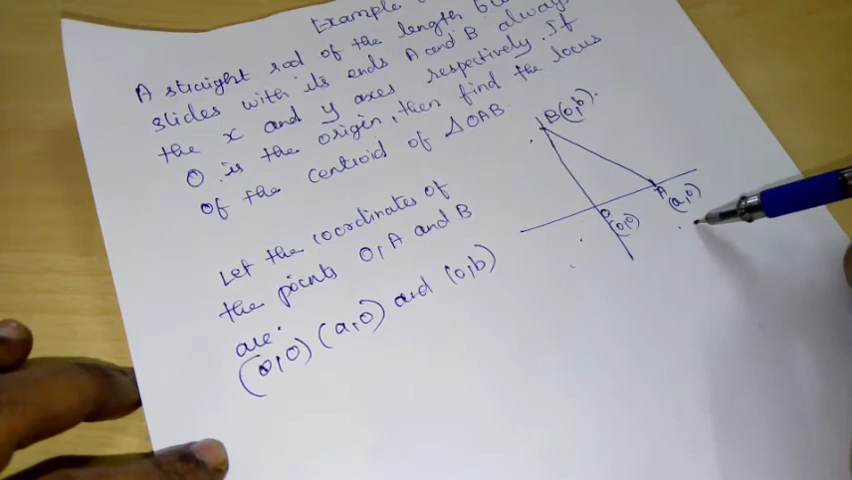 Example
A straight rod of the length
slides with its ends A and B always
the x and y axes respectively. If
O is the origin, then find the locus
of the centroid of ΔOAB.
B(0,b).
A
(a,0)
O
(0,0)
Let the coordinates of
the points O, A and B
are:
(0,0) (a,0) and (0,b)